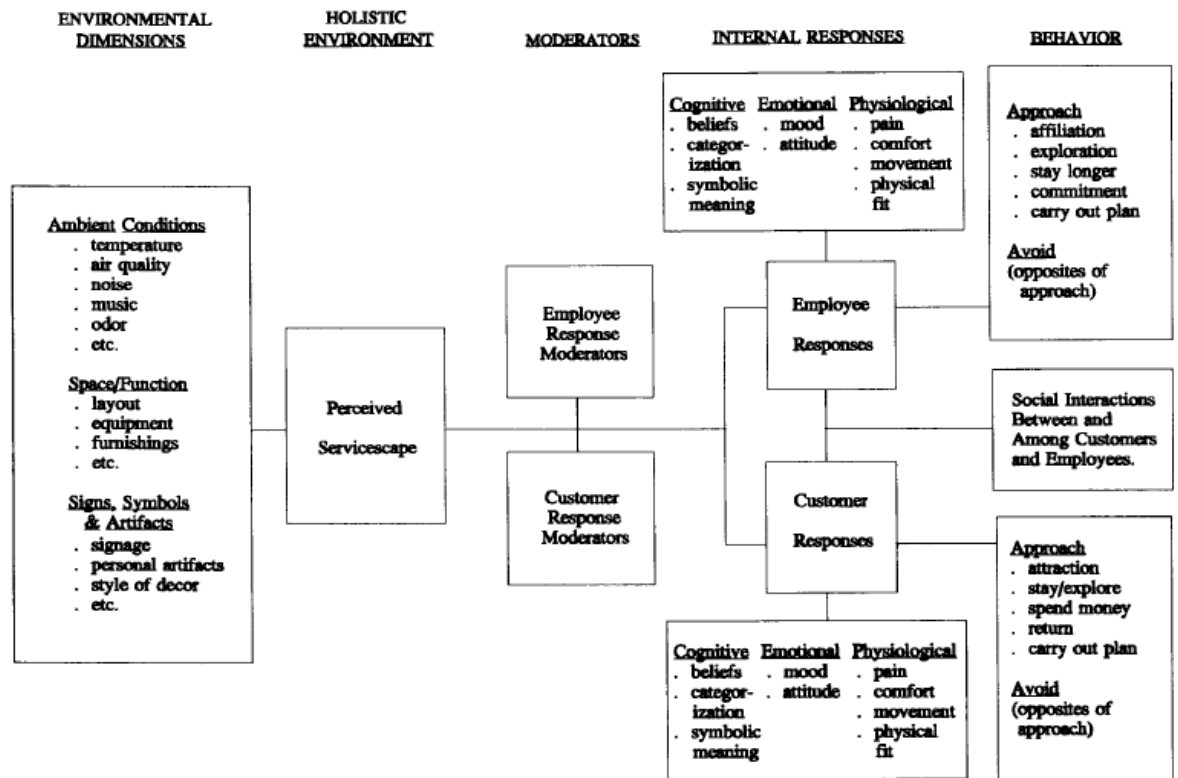 ENVIRONMENTAL
DIMENSIONS
HOLISTIC
ENVIRONMENT
MODERATORS
INTERNAL RESPONSES
BEHAVIOR
Ambient Conditions
. temperature
. air quality
. noise
. music
. odor
. etc.
Space/Function
. layout
. equipment
. furnishings
. etc.
Signs, Symbols
& Artifacts
. signage
. personal artifacts
. style of decor
. etc.
Perceived
Servicescape
Employee
Response
Moderators
Customer
Response
Moderators
Cognitive
. beliefs
. categor-
ization
. symbolic
meaning
Emotional
. mood
. attitude
Physiological
. pain
. comfort
. movement
. physical
fit
Employee
Responses
Customer
Responses
Cognitive
. beliefs
. categor-
ization
. symbolic
meaning
Emotional
. mood
. attitude
Physiological
. pain
. comfort
. movement
. physical
fit
Approach
. affiliation
. exploration
. stay longer
. commitment
. carry out plan
Avoid
(opposites of
approach)
Social Interactions
Between and
Among Customers
and Employees.
Approach
. attraction
. stay/explore
. spend money
. return
. carry out plan
Avoid
(opposites of
approach)